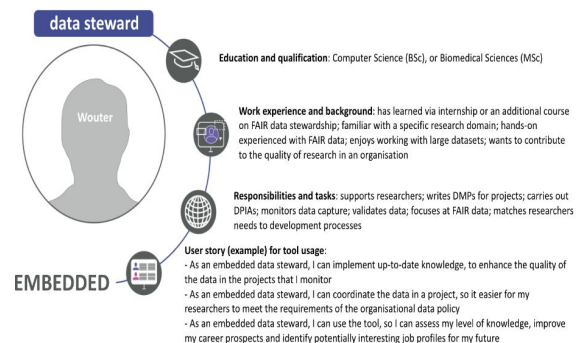 data steward
Education and qualification: Computer Science (BSc), or Biomedical Sciences (MSc)
Wouter
Work experience and background: has learned via internship or an additional course
on FAIR data stewardship; familiar with a specific research domain; hands-on
experienced with FAIR data; enjoys working with large datasets; wants to contribute
to the quality of research in an organisation
Responsibilities and tasks: supports researchers; writes DMPs for projects; carries out
DPIAs; monitors data capture; validates data; focuses at FAIR data; matches researchers
needs to development processes
EMBEDDED
User story (example) for tool usage:
- As an embedded data steward, I can implement up-to-date knowledge, to enhance the quality of
the data in the projects that I monitor
- As an embedded data steward, I can coordinate the data in a project, so it easier for my
researchers to meet the requirements of the organisational data policy
- As an embedded data steward, I can use the tool, so I can assess my level of knowledge, improve
my career prospects and identify potentially interesting job profiles for my future